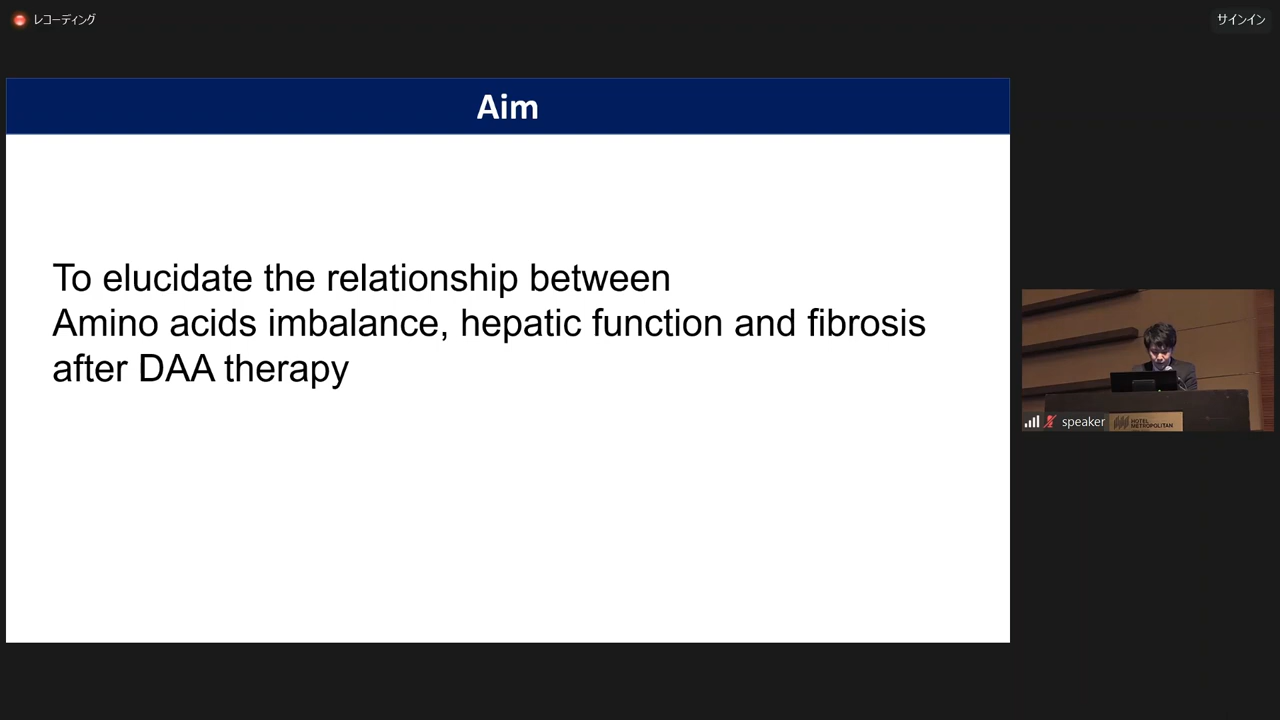 レコーディング
サインイン
Aim
To elucidate the relationship between
Amino acids imbalance, hepatic function and fibrosis
after DAA therapy
speaker
HOTEL
METROPOLITAN